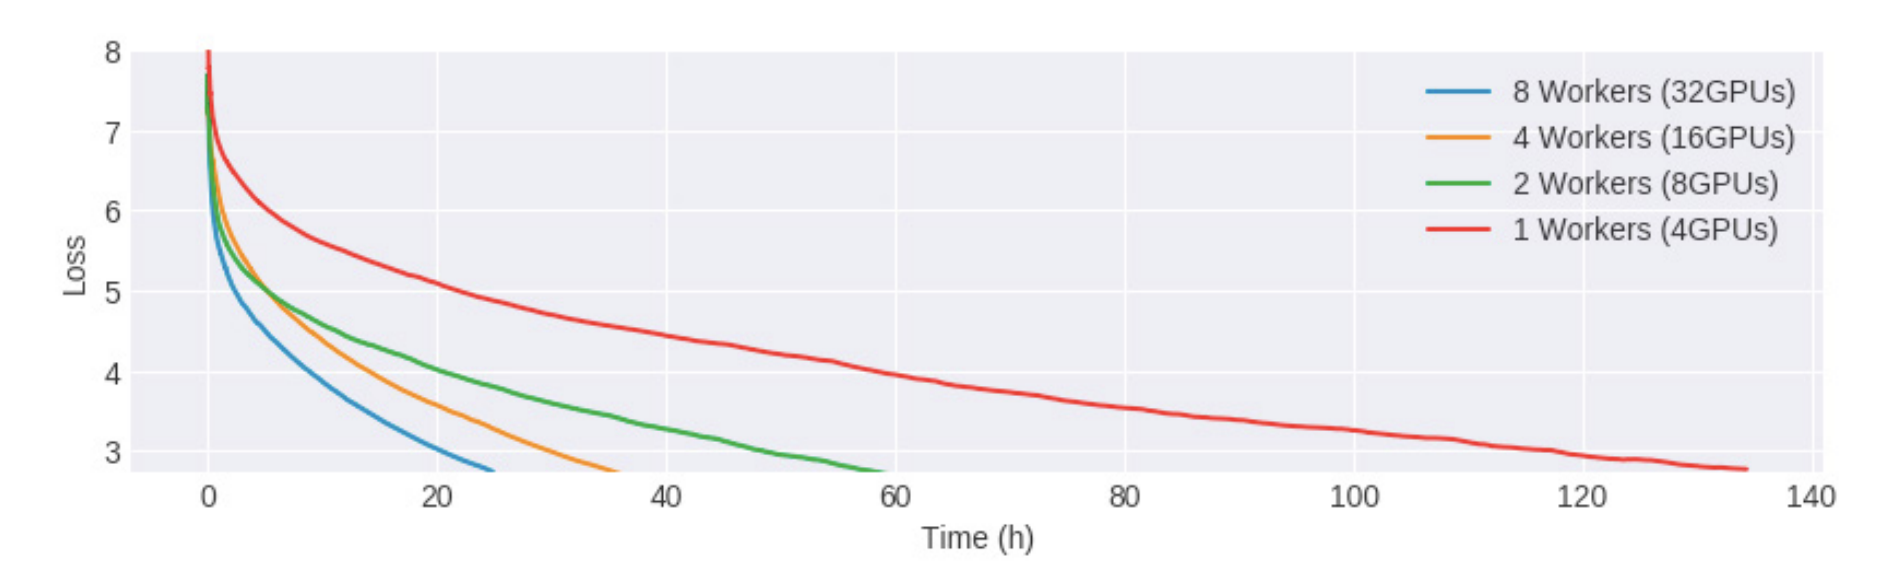 8
7
6
5
4
3
Loss
8 Workers (32GPUs)
4 Workers (16GPUs)
2 Workers (8GPUs)
1 Workers (4GPUs)
0 20 40 60 80 100 120 140
Time (h)